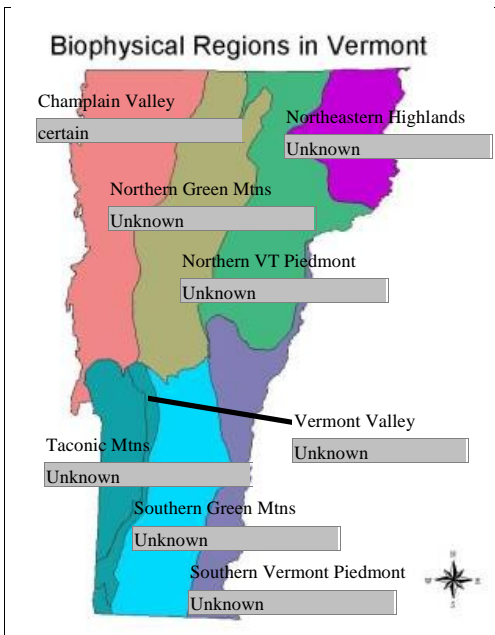 Biophysical Regions in Vermont
Champlain Valley
certain
Northeastern Highlands
Unknown
Northern Green Mtns
Unknown
Northern VT Piedmont
Unknown
Vermont Valley
Unknown
Taconic Mtns
Unknown
Southern Green Mtns
Unknown
Southern Vermont Piedmont
Unknown
N
W
E
S